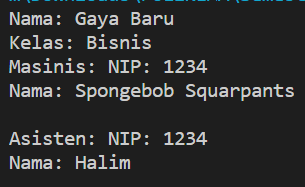 Nama: Gaya Baru
Kelas: Bisnis
Masinis: NIP: 1234
Nama: Spongebob Squarpants
Asisten: NIP: 1234
Nama: Halim